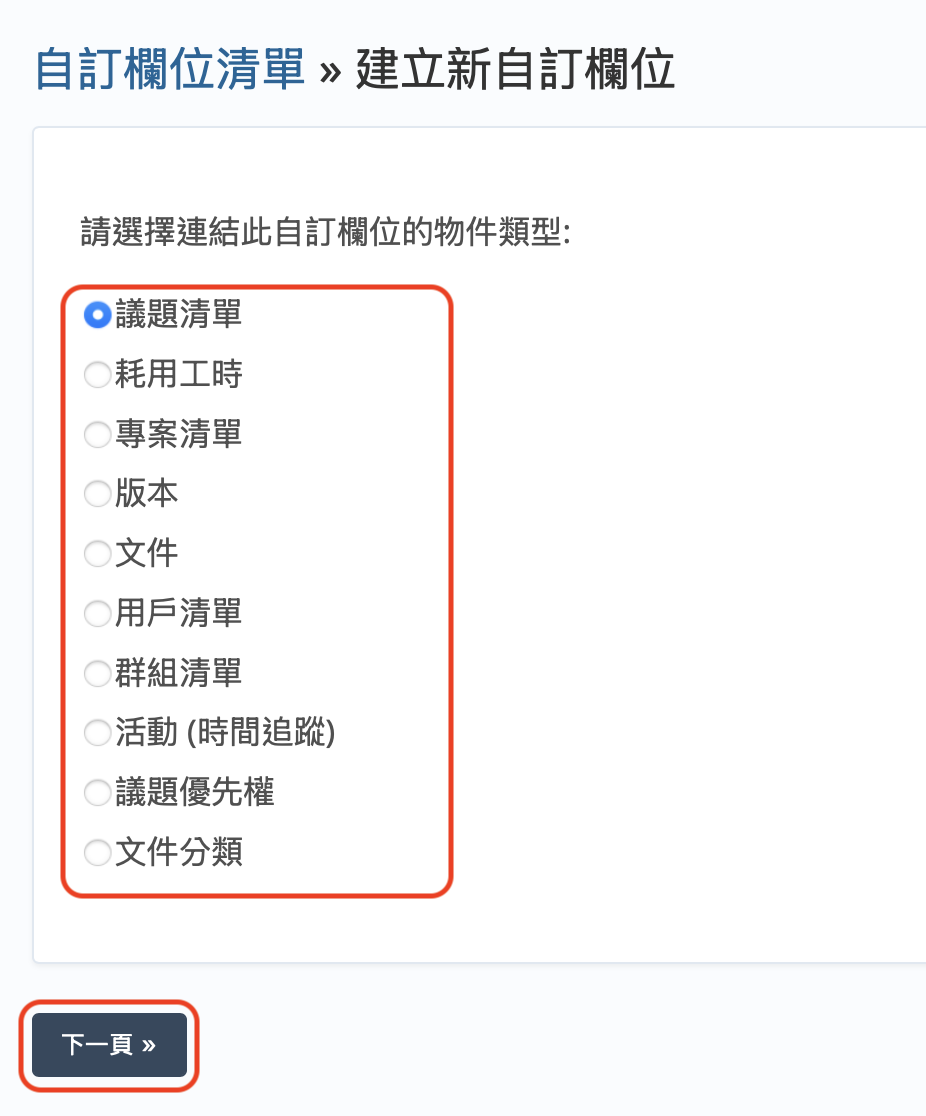 自訂欄位清單 » 建立新自訂欄位
請選擇連結此自訂欄位的物件類型:
議題清單
耗用工時
專案清單
版本
文件
用戶清單
群組清單
活動 (時間追蹤)
議題優先權
文件分類
下一頁 »